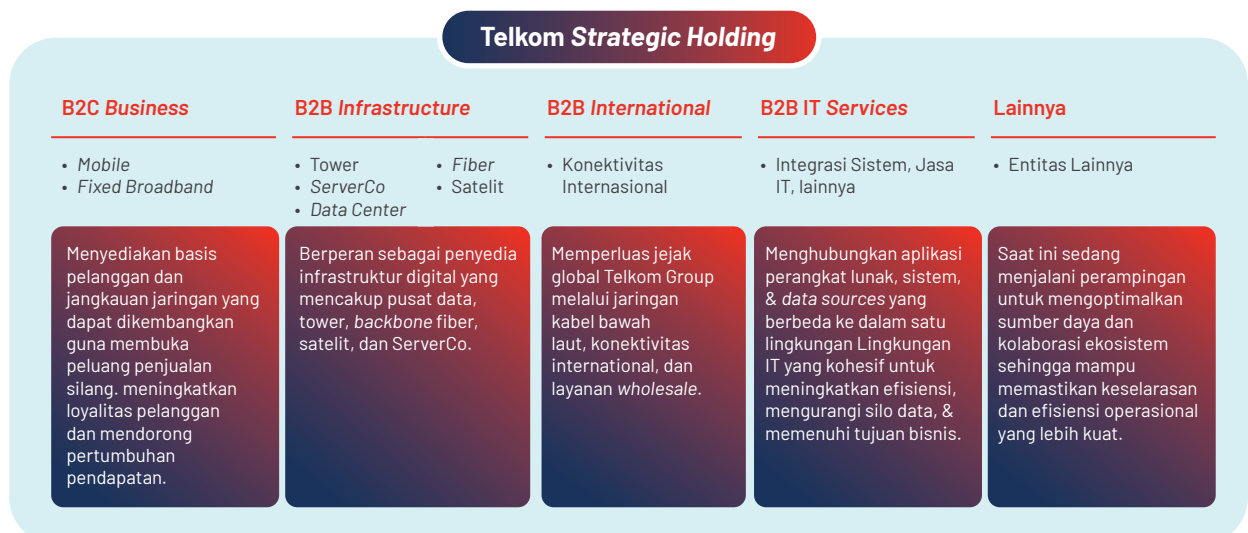 Telkom Strategic Holding
B2C Business
• Mobile
• Fixed Broadband
Menyediakan basis
pelanggan dan
jangkauan jaringan yang
dapat dikembangkan
guna membuka
peluang penjualan
silang. meningkatkan
loyalitas pelanggan
dan mendorong
pertumbuhan
pendapatan.
B2B Infrastructure
• Tower
• ServerCo
• Data Center
• Fiber
• Satelit
Berperan sebagai penyedia
infrastruktur digital yang
mencakup pusat data,
tower, backbone fiber,
satelit, dan ServerCo.
B2B International
• Konektivitas
Internasional
Memperluas jejak
global Telkom Group
melalui jaringan
kabel bawah
laut, konektivitas
international, dan
layanan wholesale.
B2B IT Services
• Integrasi Sistem, Jasa
IT, lainnya
Menghubungkan aplikasi
perangkat lunak, sistem,
& data sources yang
berbeda ke dalam satu
lingkungan Lingkungan
IT yang kohesif untuk
meningkatkan efisiensi,
mengurangi silo data, &
memenuhi tujuan bisnis.
Lainnya
• Entitas Lainnya
Saat ini sedang
menjalani perampingan
untuk mengoptimalkan
sumber daya dan
kolaborasi ekosistem
sehingga mampu
memastikan keselarasan
dan efisiensi operasional
yang lebih kuat.